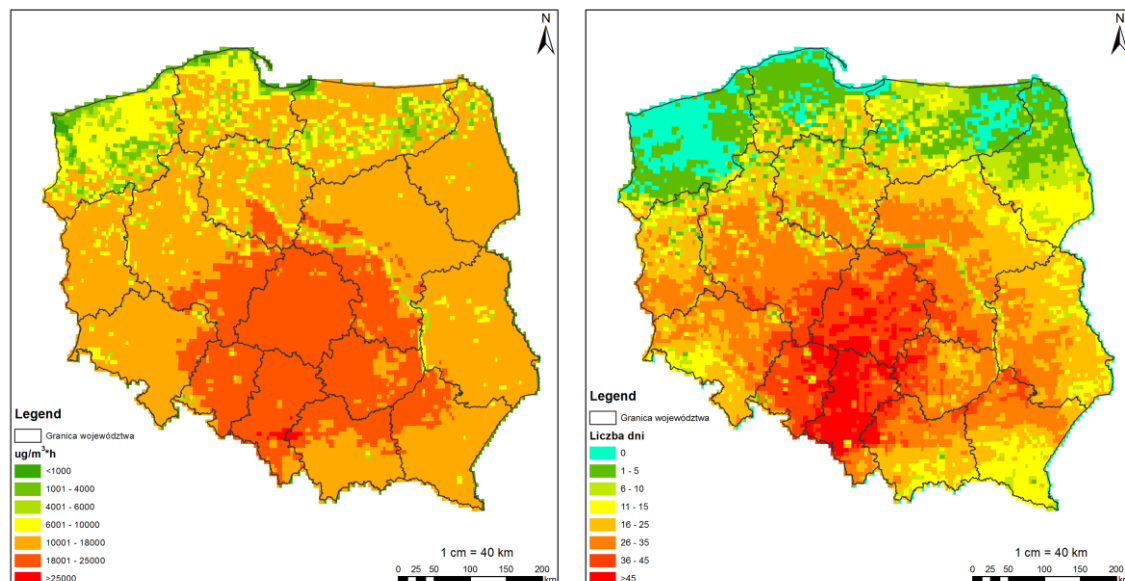 N
Legend
Granica województwa
ug/m³*h
<1000
1001 - 4000
4001 - 6000
6001 - 10000
10001 - 18000
18001 - 25000
>25000
1 cm = 40 km
0 25 50 100 150 200
km
N
Legend
Granica województwa
Liczba dni
0
1 - 5
6 - 10
11 - 15
16 - 25
26 - 35
36 - 45
>45
1 cm = 40 km
0 25 50 100 150 200
km